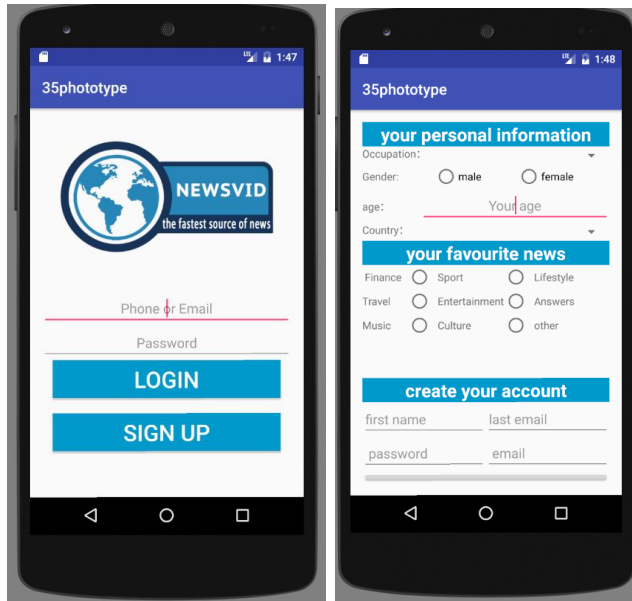 LTE 1:47
35phototype
NEWSVID
the fastest source of news
Phone or Email
Password
LOGIN
SIGN UP
LTE 1:48
35phototype
your personal information
Occupation:
Gender: male female
age: Your age
Country:
your favourite news
Finance Sport Lifestyle
Travel Entertainment Answers
Music Culture other
create your account
first name last email
password email